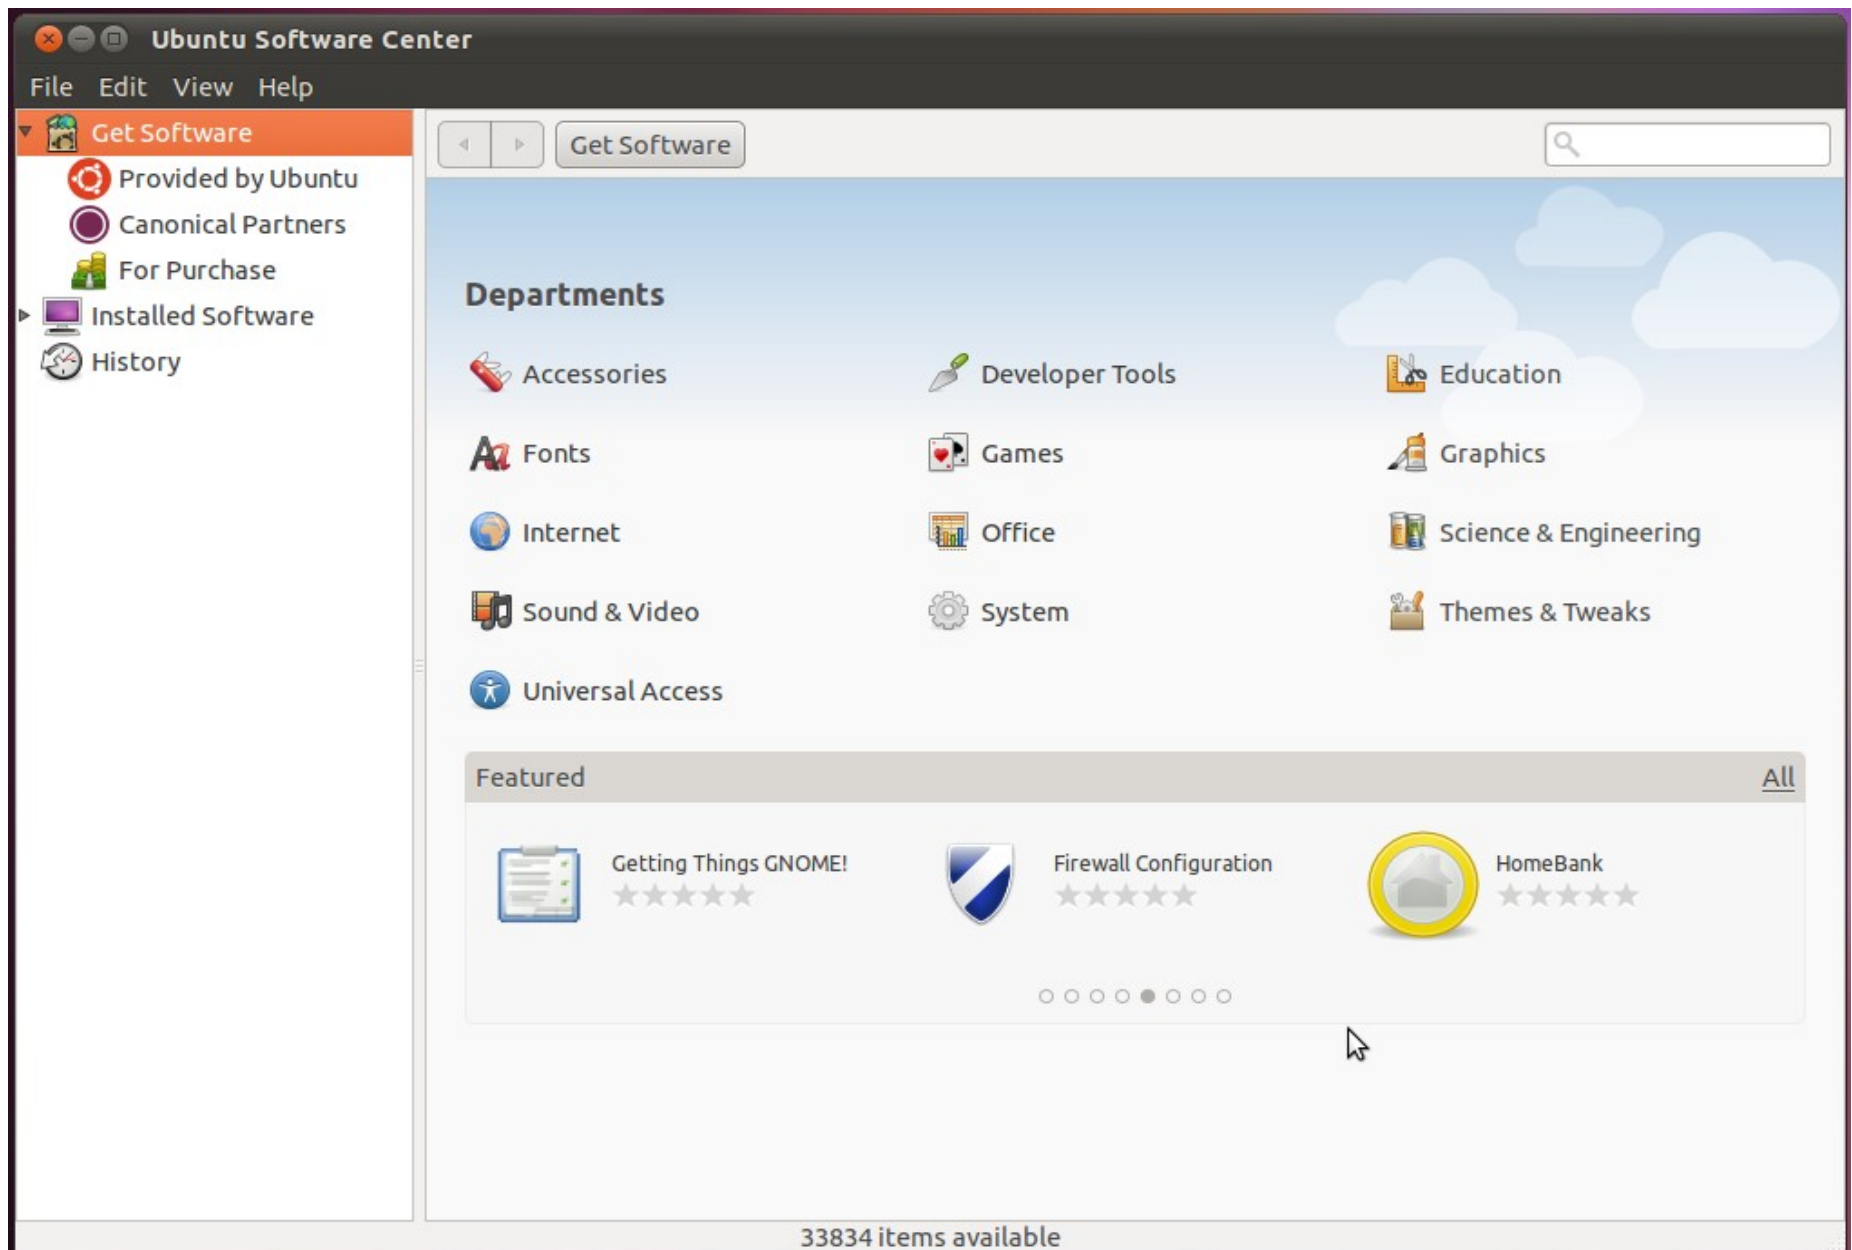 Ubuntu Software Center
File Edit View Help
Get Software
Provided by Ubuntu
Canonical Partners
For Purchase
Installed Software
History
Get Software
Departments
Accessories Developer Tools Education
Fonts Games Graphics
Internet Office Science & Engineering
Sound & Video System Themes & Tweaks
Universal Access
Featured All
Getting Things GNOME! Firewall Configuration HomeBank
33834 items available